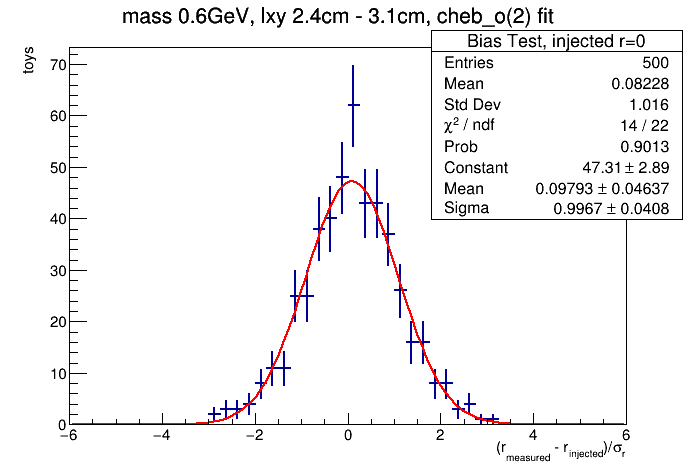 mass 0.6GeV, lxy 2.4cm - 3.1cm, cheb_o(2) fit
Bias Test, injected r=0
Entries 500
Mean 0.08228
Std Dev 1.016
χ² / ndf 14 / 22
Prob 0.9013
Constant 47.31 ± 2.89
Mean 0.09793 ± 0.04637
Sigma 0.9967 ± 0.0408
toys
70
60
50
40
30
20
10
0
−6 −4 −2 0 2 4 6
(r_measured - r_injected)/σ_r